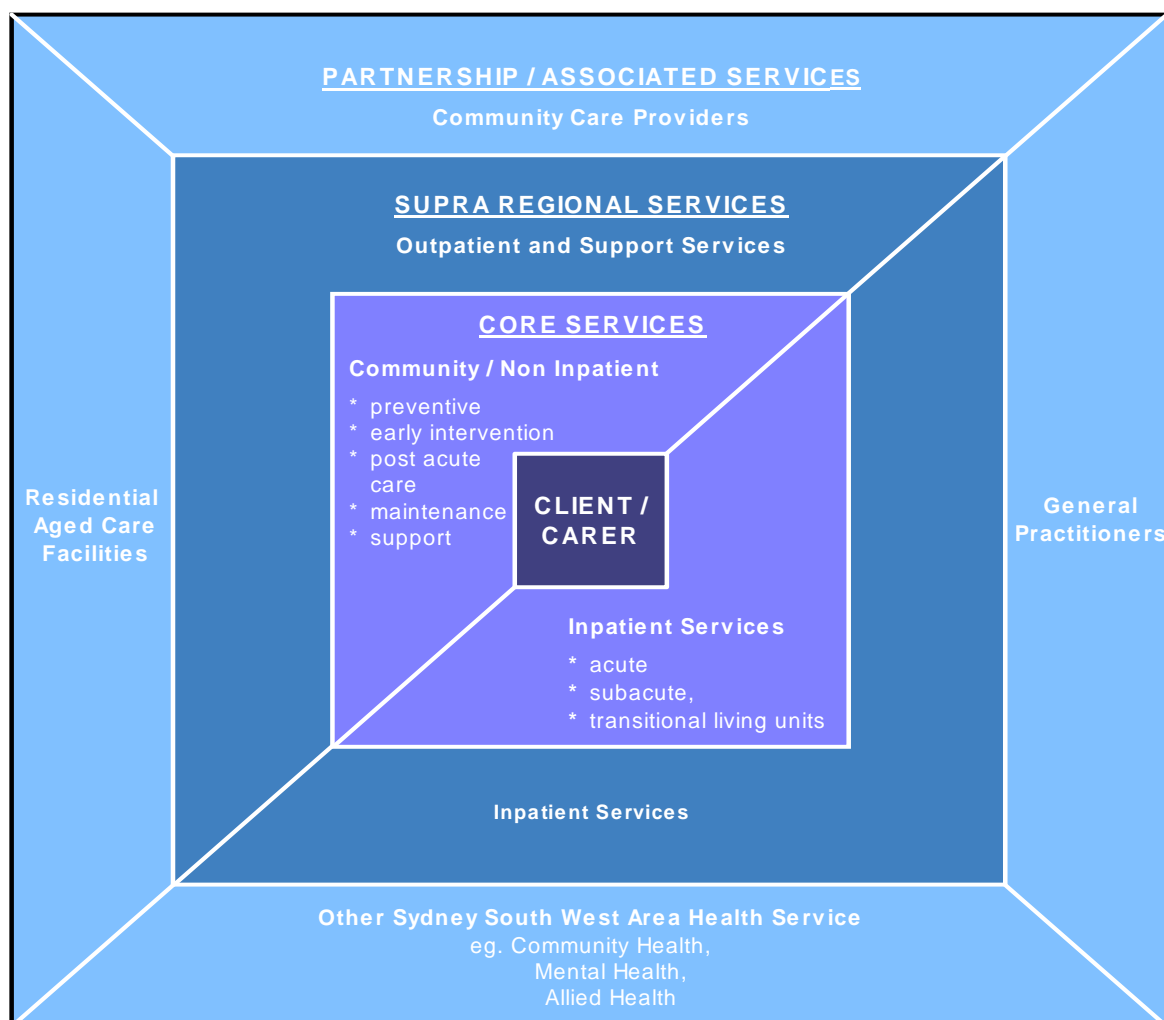 PARTNERSHIP / ASSOCIATED SERVICES
Community Care Providers
SUPRA REGIONAL SERVICES
Outpatient and Support Services
CORE SERVICES
Community / Non Inpatient
* preventive
* early intervention
* post acute
care
* maintenance
* support
CLIENT /
CARER
Residential
Aged Care
Facilities
General
Practitioners
Inpatient Services
* acute
* subacute,
* transitional living units
Inpatient Services
Other Sydney South West Area Health Service
eg. Community Health,
Mental Health,
Allied Health